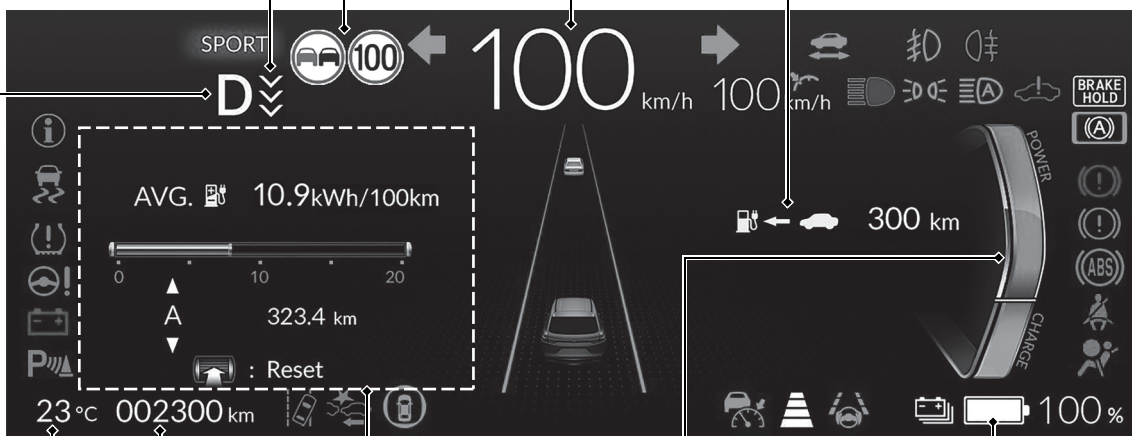 SPORT
100
100 km/h
100 km/h
A
BRAKE HOLD
(A)
D
AVG. 10.9kWh/100km
0 10 20
A 323.4 km
: Reset
300 km
POWER
CHARGE
ABS
P
23 °C 002300 km
100 %